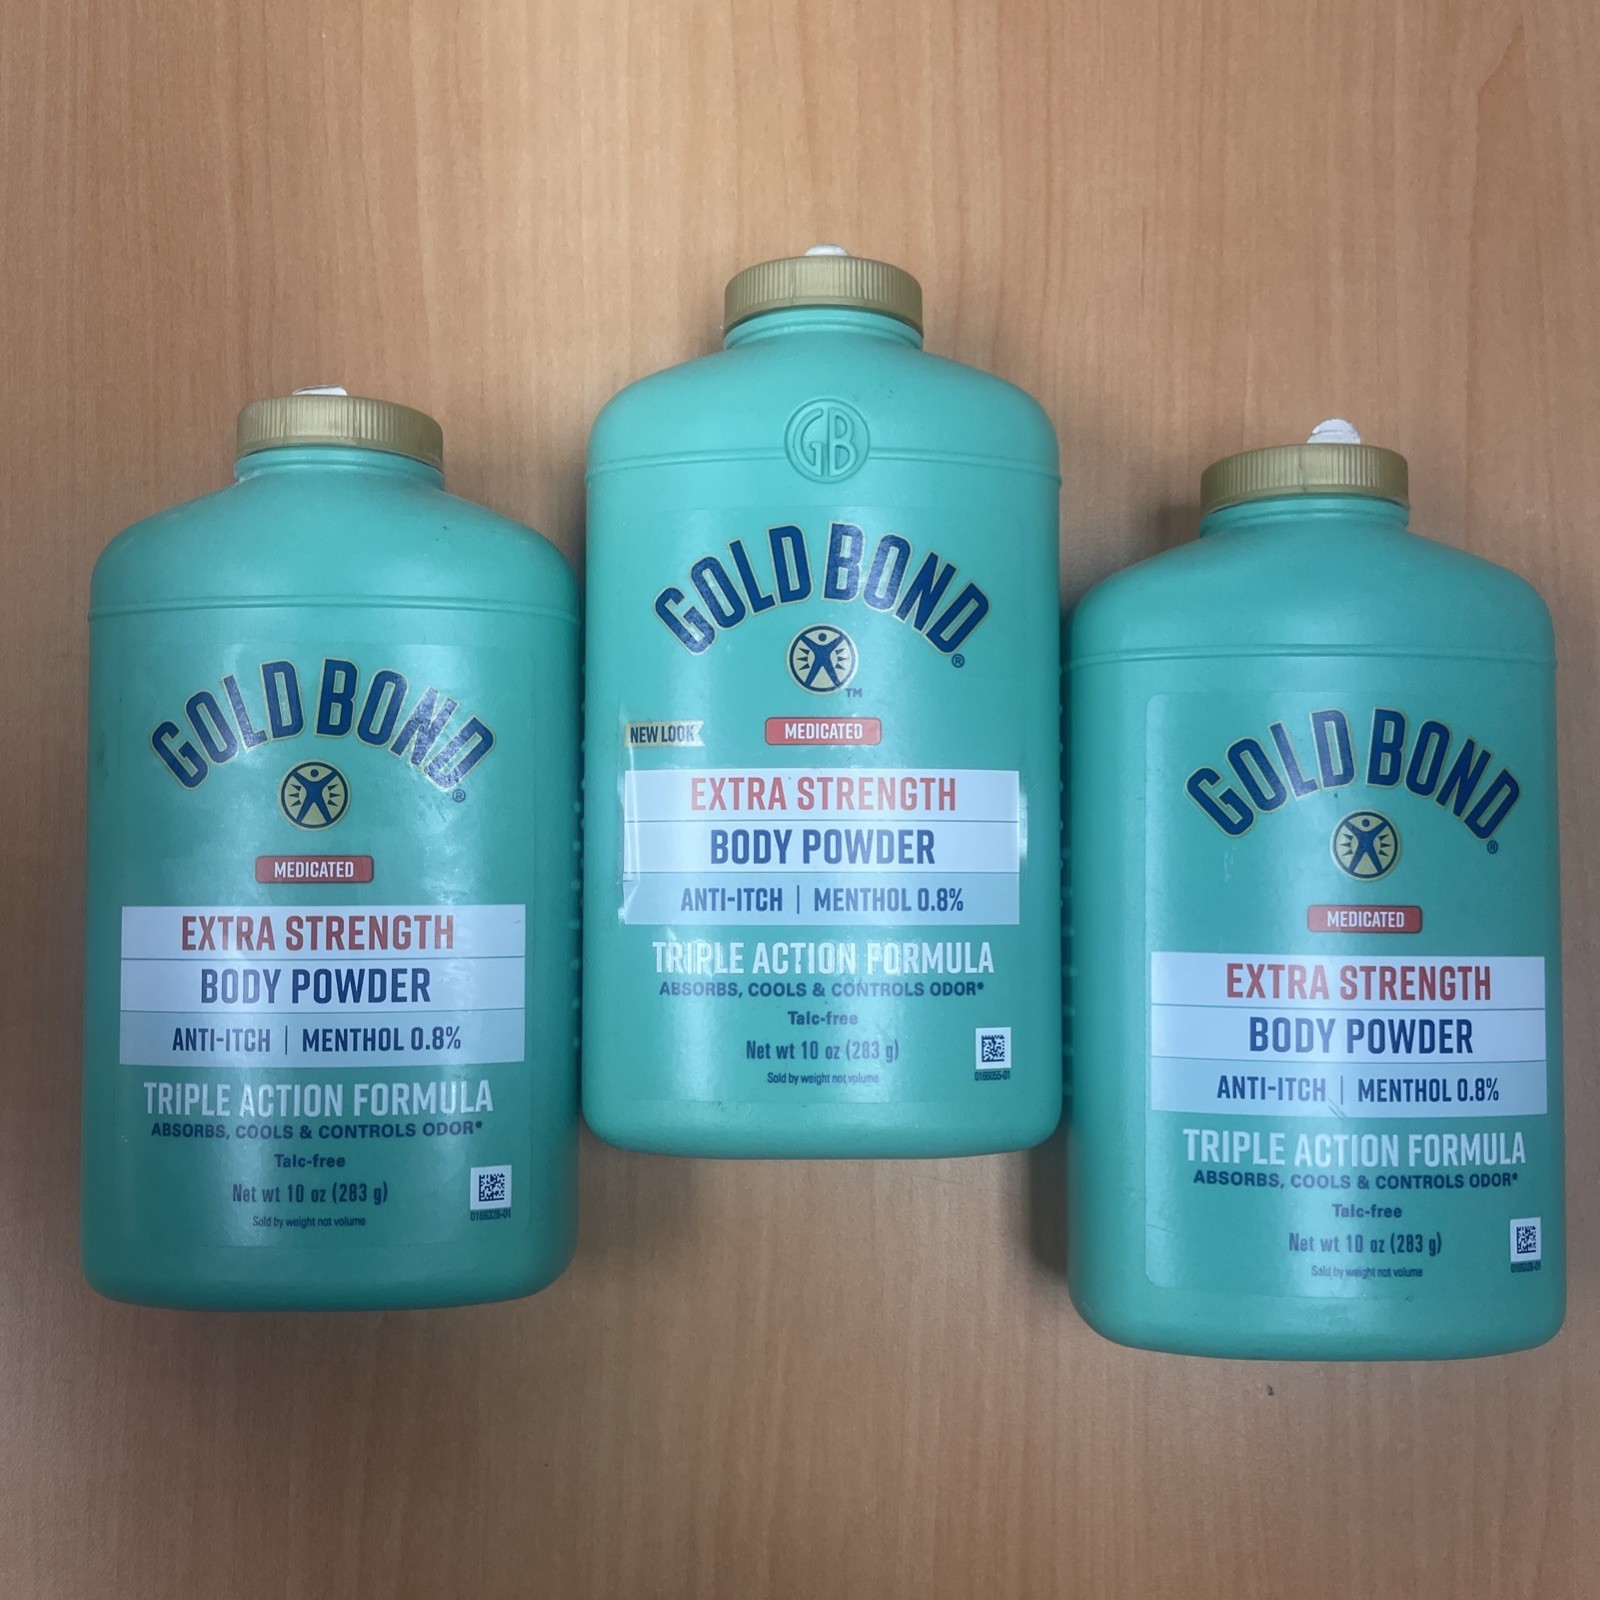 GOLD BOND®
MEDICATED
EXTRA STRENGTH
BODY POWDER
ANTI-ITCH | MENTHOL 0.8%
TRIPLE ACTION FORMULA
ABSORBS, COOLS & CONTROLS ODOR*
Talc-free
Net wt 10 oz (283 g)
Sold by weight not volume
GB
GOLD BOND®
TM
NEW LOOK
MEDICATED
EXTRA STRENGTH
BODY POWDER
ANTI-ITCH | MENTHOL 0.8%
TRIPLE ACTION FORMULA
ABSORBS, COOLS & CONTROLS ODOR*
Talc-free
Net wt 10 oz (283 g)
Sold by weight not volume
GOLD BOND®
MEDICATED
EXTRA STRENGTH
BODY POWDER
ANTI-ITCH | MENTHOL 0.8%
TRIPLE ACTION FORMULA
ABSORBS, COOLS & CONTROLS ODOR*
Talc-free
Net wt 10 oz (283 g)
Sold by weight not volume